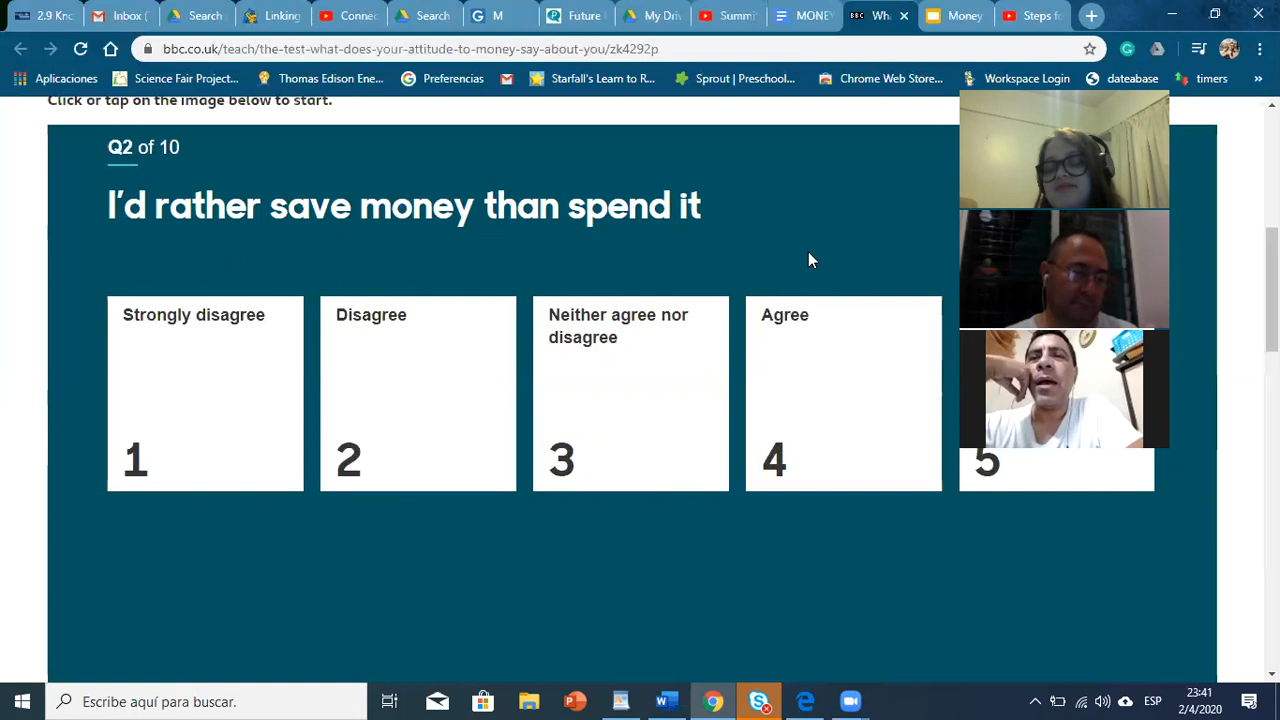 2.9 Knc
Inbox (
Search
Linking
Connec
Search
M
Future
My Driv
Summi
MONEY
BBC Wha
Money
Steps fo
bbc.co.uk/teach/the-test-what-does-your-attitude-to-money-say-about-you/zk4292p
Aplicaciones
Science Fair Project...
Thomas Edison Ene...
Preferencias
Starfall's Learn to R...
Sprout | Preschool...
Chrome Web Store...
Workspace Login
dateabase
timers
Click or tap on the image below to start.
Q2 of 10
I'd rather save money than spend it
Strongly disagree
1
Disagree
2
Neither agree nor
disagree
3
Agree
4
5
Escribe aquí para buscar.
ESP
23:41
2/4/2020